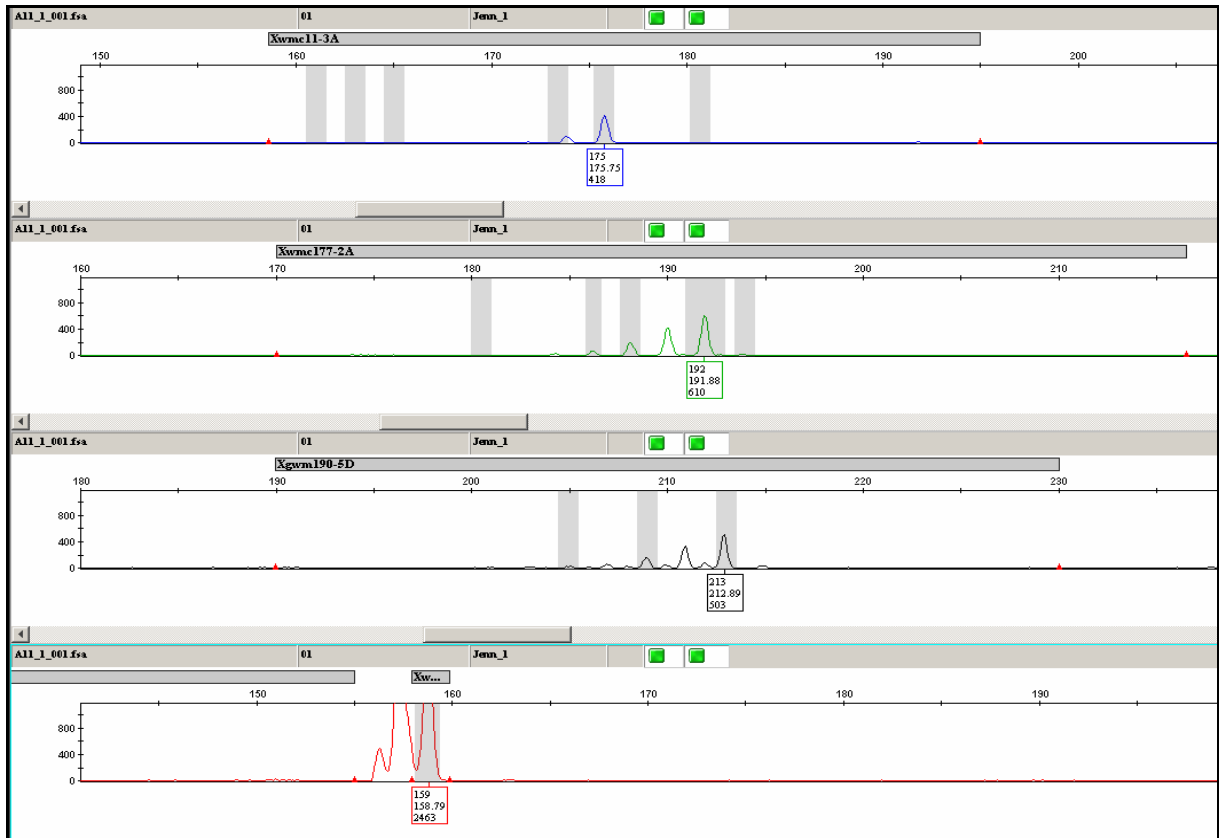 A11_1_001.fsa 01 Jenn_1
Xwmc11-3A
150 160 170 180 190 200
800
400
0
175
175.75
418
A11_1_001.fsa 01 Jenn_1
Xwmc177-2A
160 170 180 190 200 210
800
400
0
192
191.88
610
A11_1_001.fsa 01 Jenn_1
Xgwm190-5D
180 190 200 210 220 230
800
400
0
213
212.89
503
A11_1_001.fsa 01 Jenn_1
Xw...
150 160 170 180 190
800
400
0
159
158.79
2463